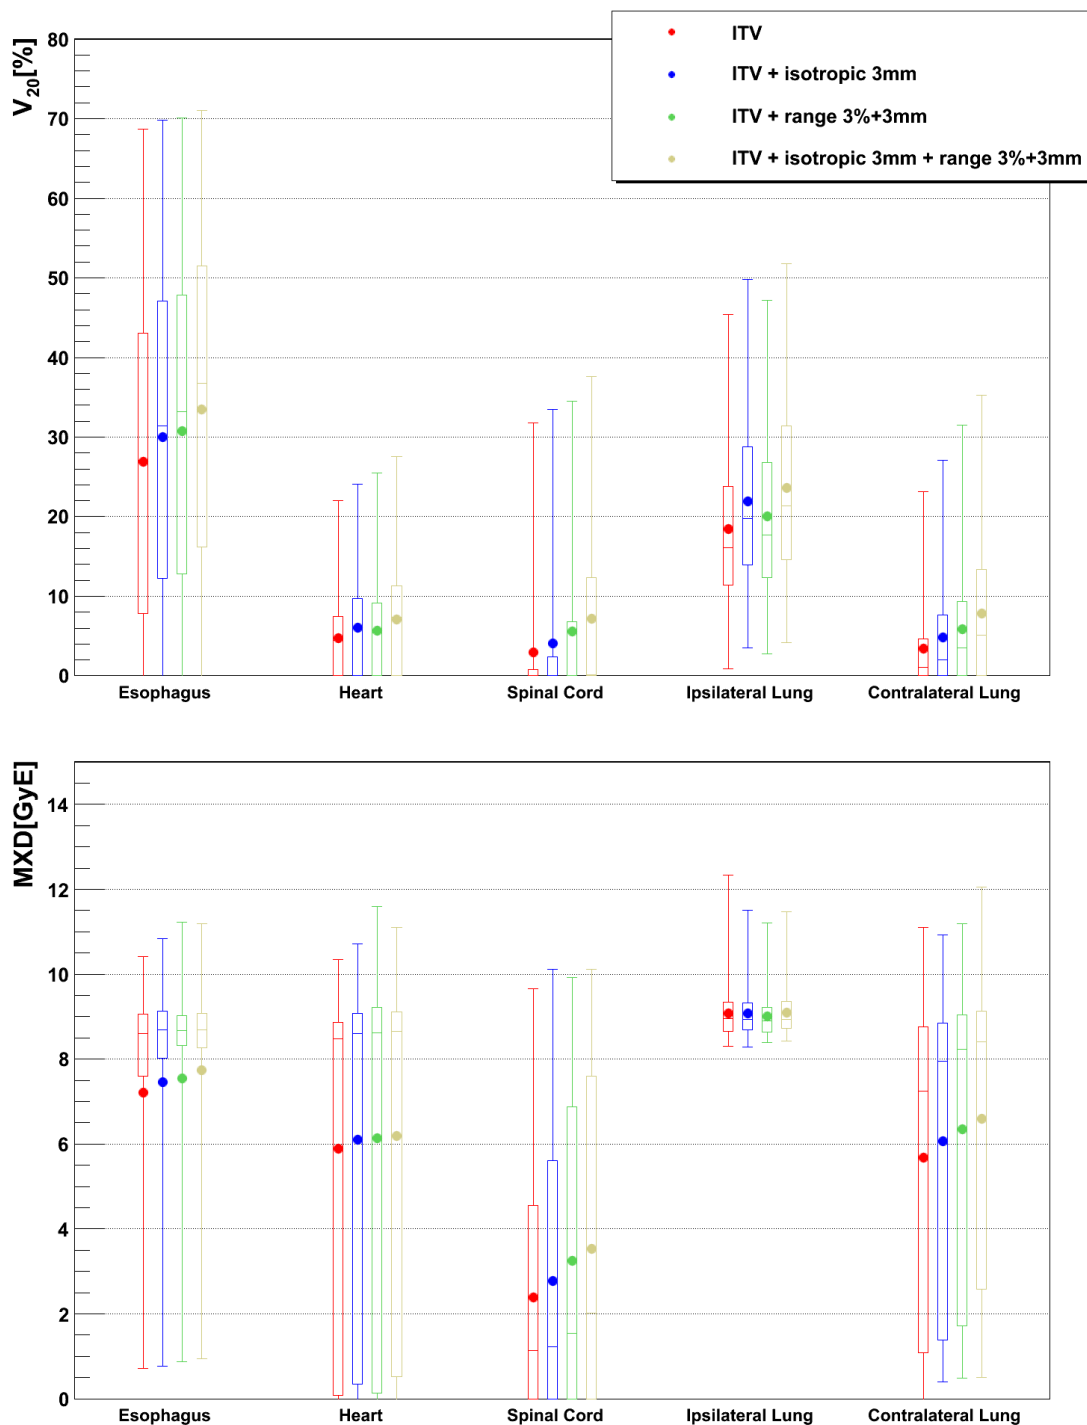 V20[%]
80
70
60
50
40
30
20
10
0
ITV
ITV + isotropic 3mm
ITV + range 3%+3mm
ITV + isotropic 3mm + range 3%+3mm
Esophagus Heart Spinal Cord Ipsilateral Lung Contralateral Lung
MXD[GyE]
14
12
10
8
6
4
2
0
Esophagus Heart Spinal Cord Ipsilateral Lung Contralateral Lung